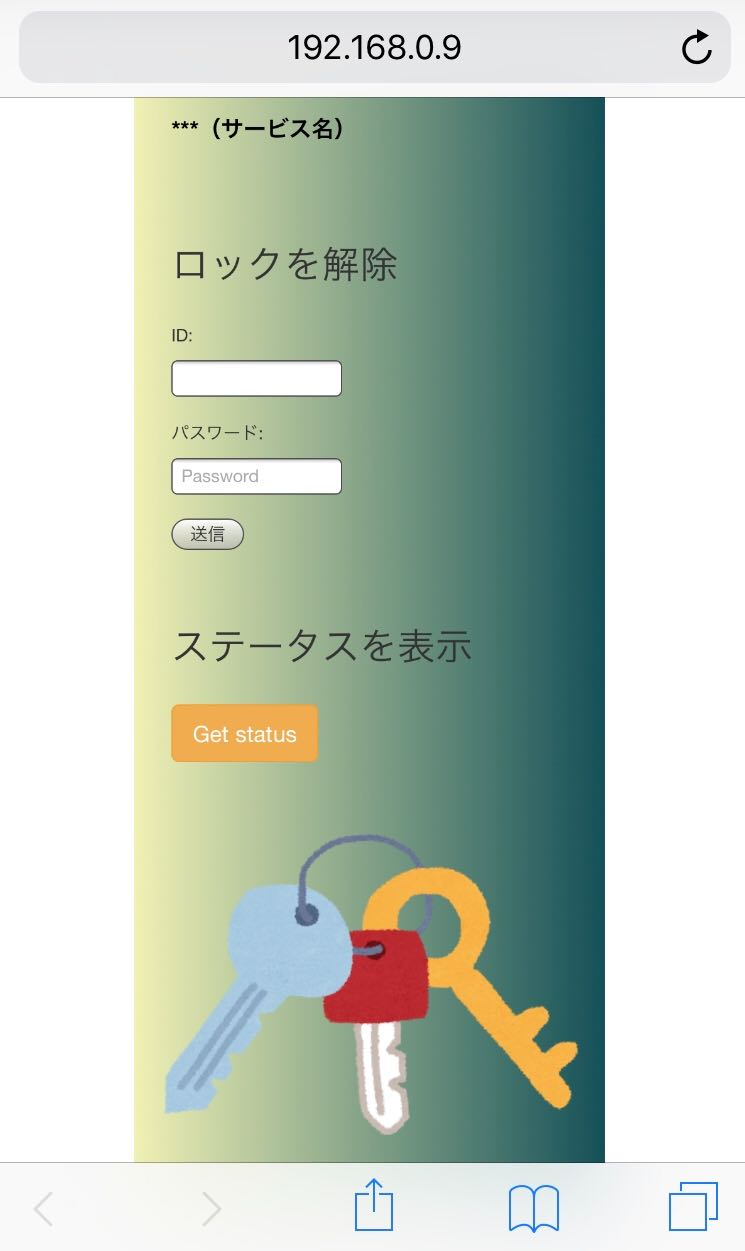 192.168.0.9
***（サービス名）
ロックを解除
ID:
パスワード:
Password
送信
ステータスを表示
Get status